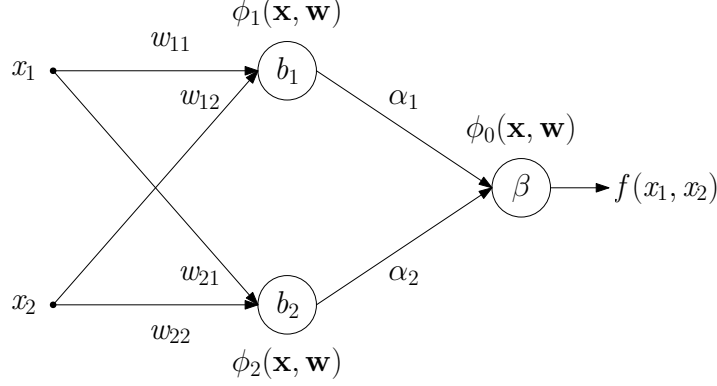 ϕ₁(𝐱, 𝐰)
w₁₁
x₁
b₁
w₁₂
α₁
ϕ₀(𝐱, 𝐰)
β
f(x₁, x₂)
w₂₁
α₂
x₂
b₂
w₂₂
ϕ₂(𝐱, 𝐰)